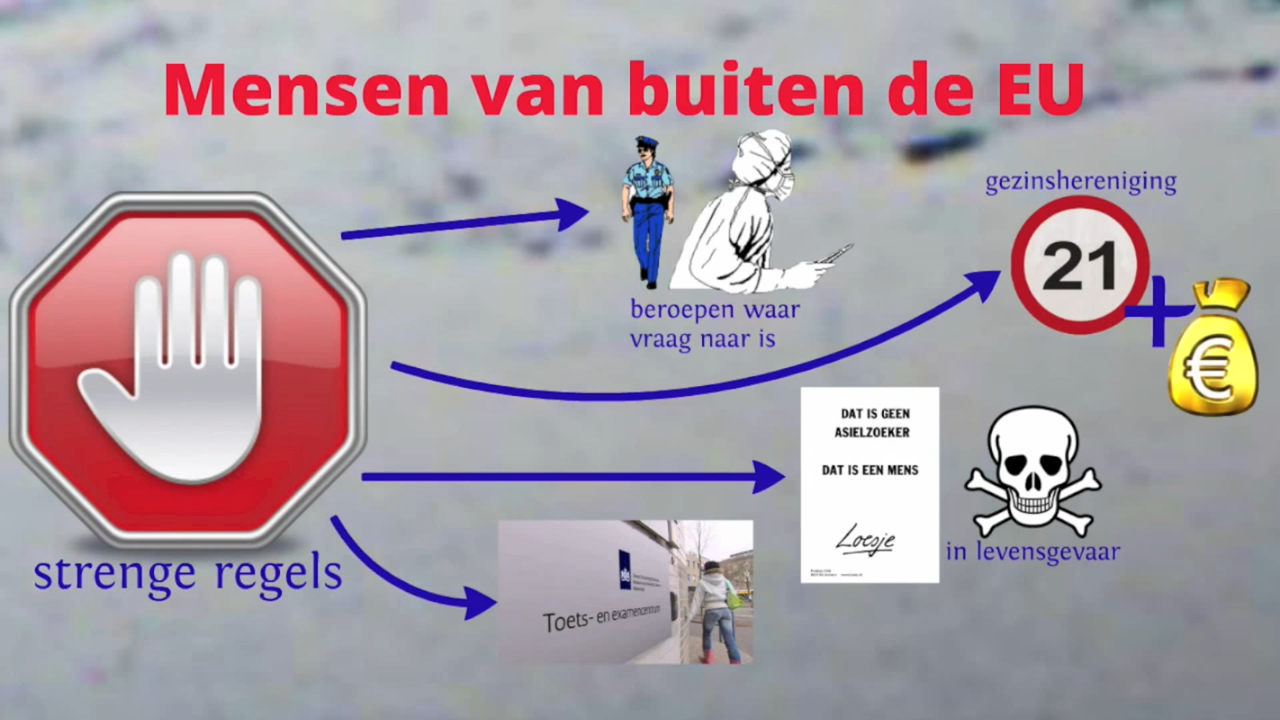 Mensen van buiten de EU
gezinshereniging
21
beroepen waar
vraag naar is
€
DAT IS GEEN
ASIELZOEKER
DAT IS EEN MENS
Loesje
in levensgevaar
strenge regels
Toets- en examencentrum